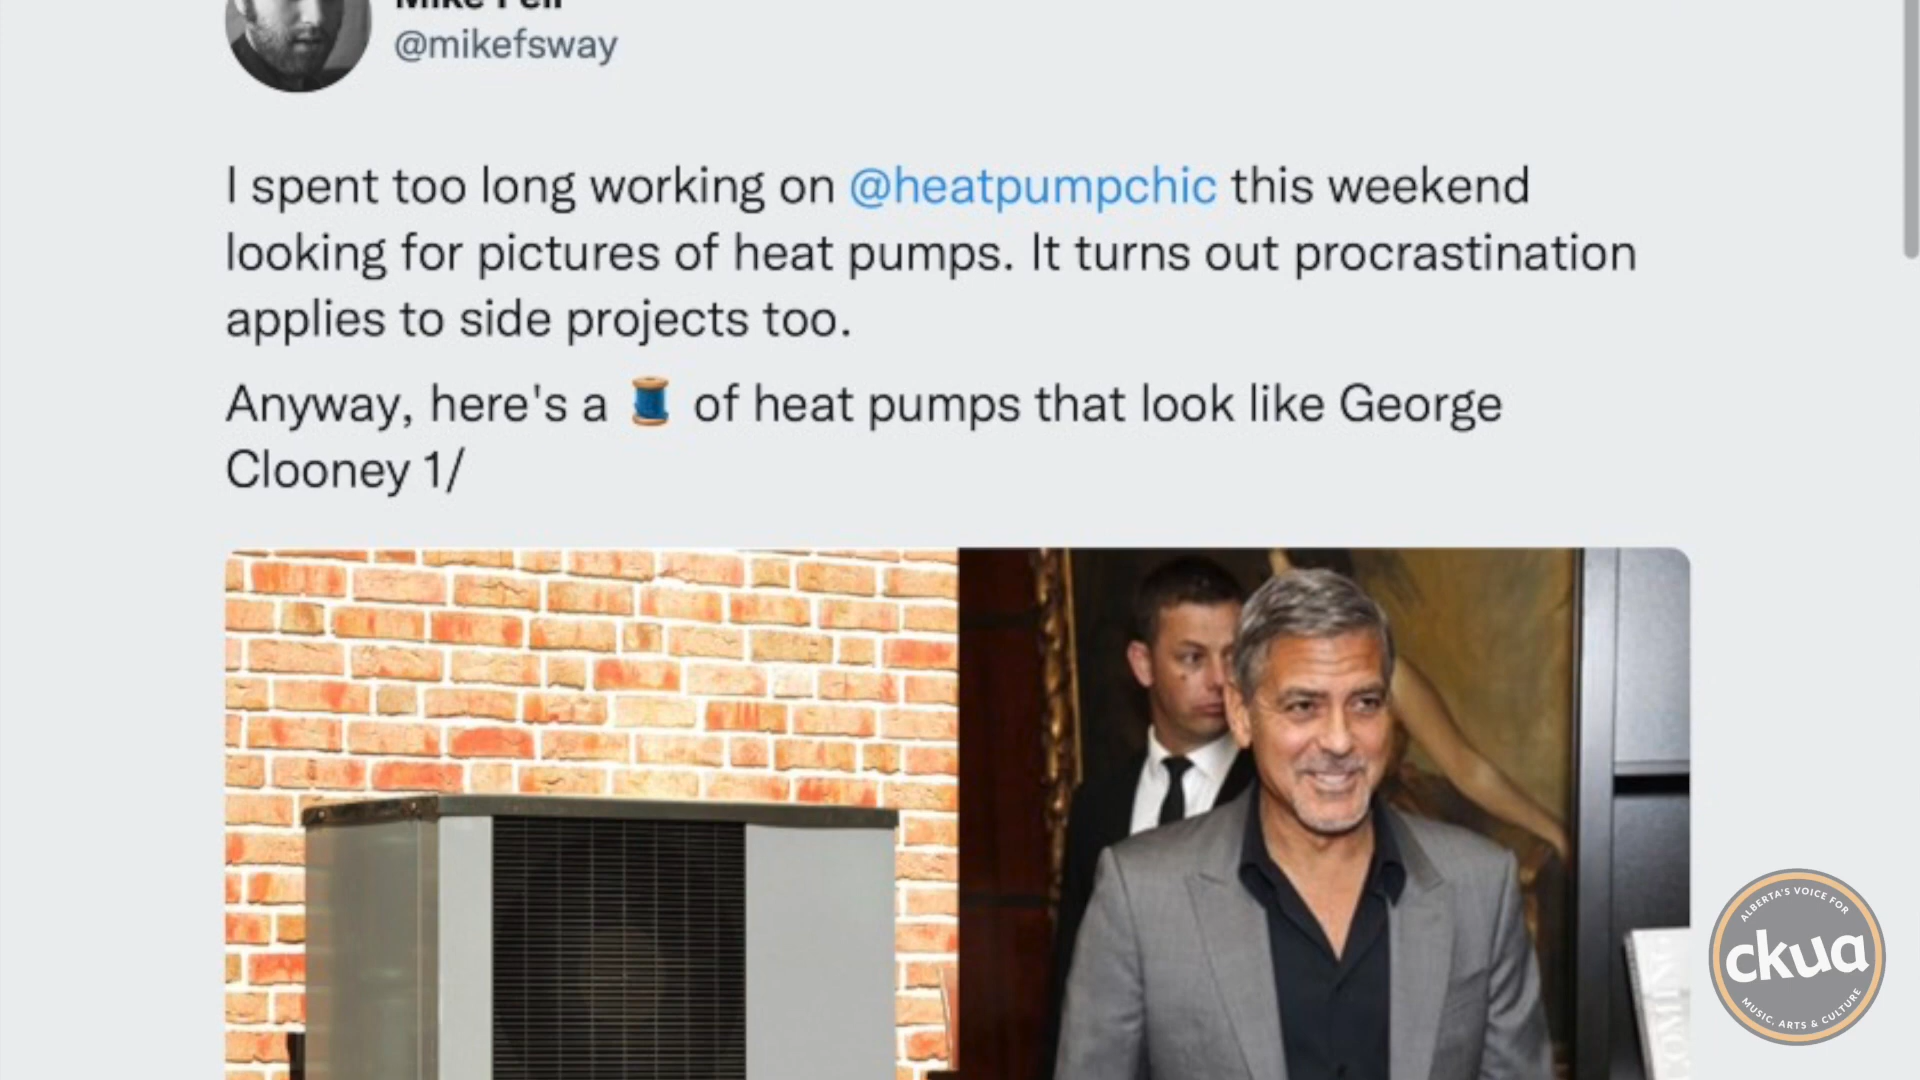 @mikefsway
I spent too long working on @heatpumpchic this weekend
looking for pictures of heat pumps. It turns out procrastination
applies to side projects too.
Anyway, here's a 🧵 of heat pumps that look like George
Clooney 1/
ALBERTA'S VOICE FOR
ckua
MUSIC, ARTS & CULTURE